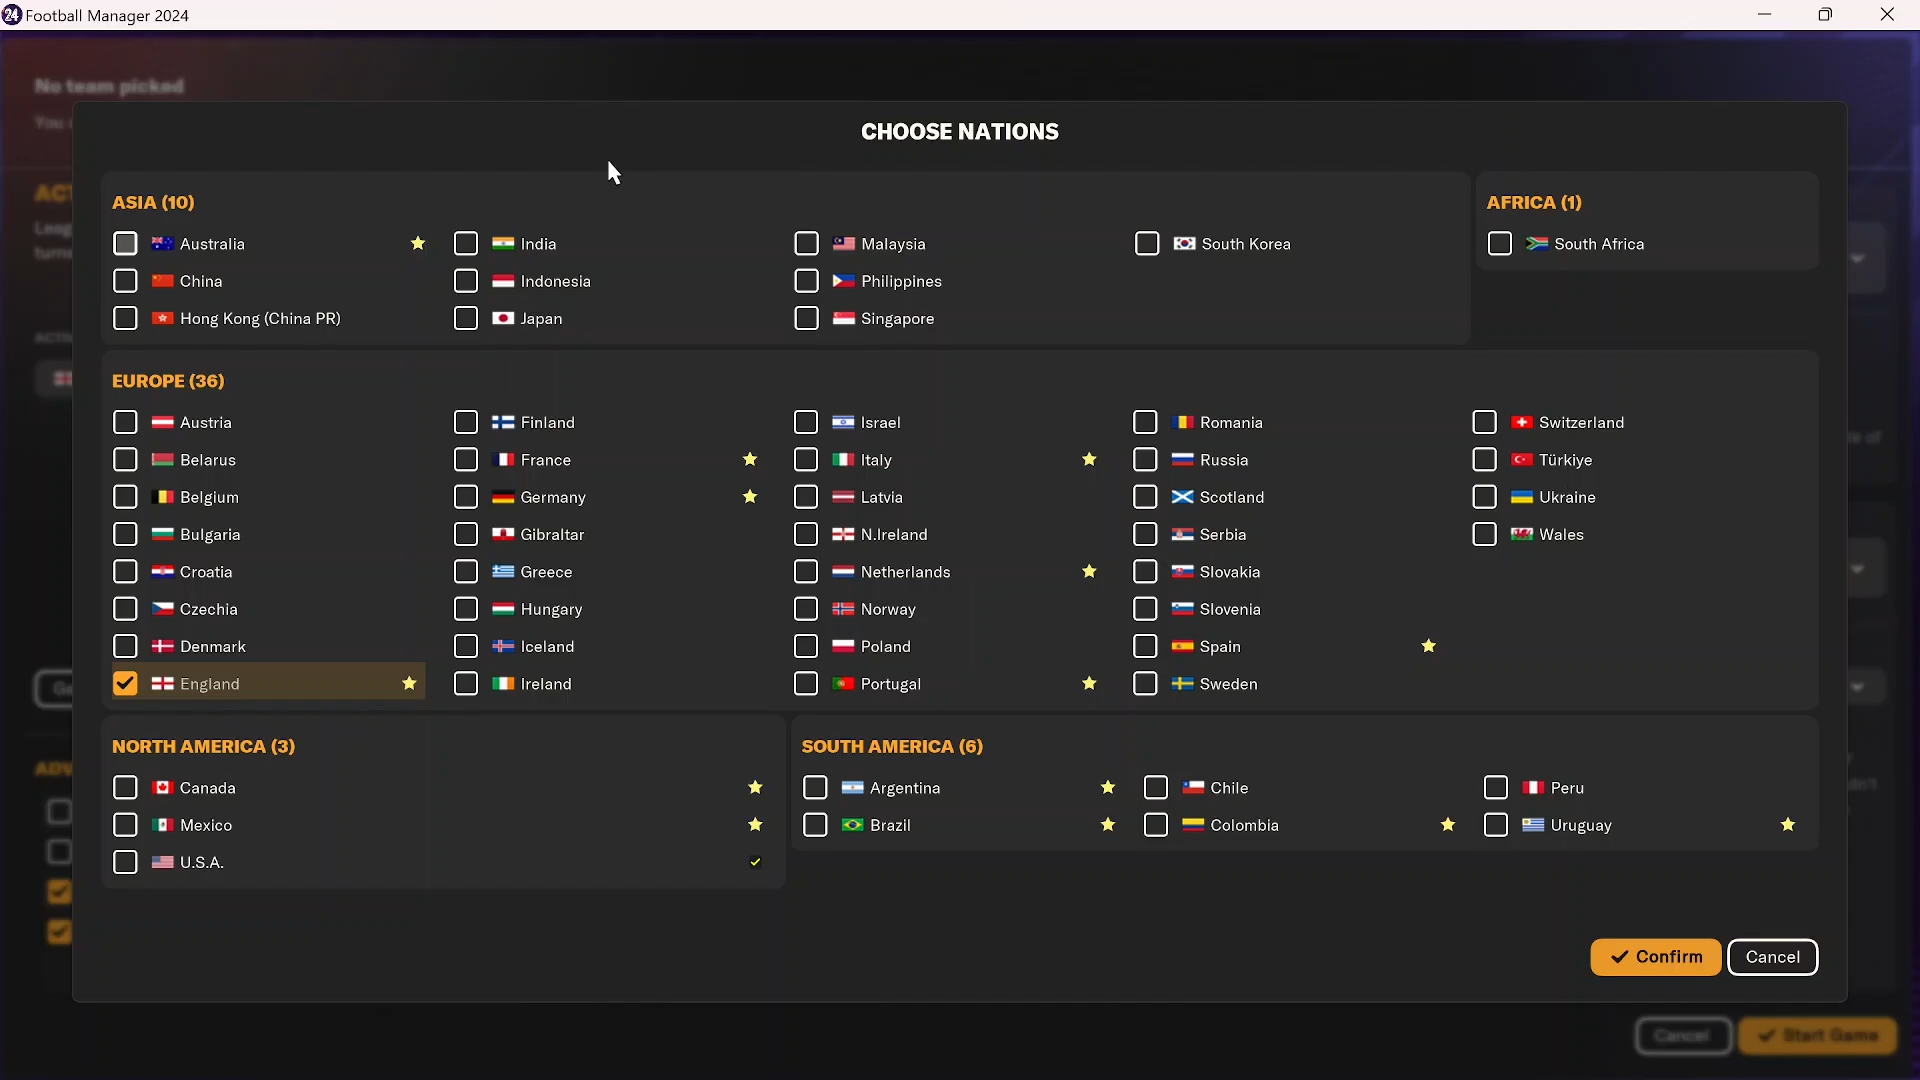 24 Football Manager 2024
No team picked
You
CHOOSE NATIONS
ASIA (10)
Australia
India
Malaysia
South Korea
China
Indonesia
Philippines
Hong Kong (China PR)
Japan
Singapore
AFRICA (1)
South Africa
EUROPE (36)
Austria
Finland
Israel
Romania
Switzerland
Belarus
France
Italy
Russia
Türkiye
Belgium
Germany
Latvia
Scotland
Ukraine
Bulgaria
Gibraltar
N.Ireland
Serbia
Wales
Croatia
Greece
Netherlands
Slovakia
Czechia
Hungary
Norway
Slovenia
Denmark
Iceland
Poland
Spain
England
Ireland
Portugal
Sweden
NORTH AMERICA (3)
Canada
Mexico
U.S.A.
SOUTH AMERICA (6)
Argentina
Chile
Peru
Brazil
Colombia
Uruguay
Confirm
Cancel
Cancel
Start Game